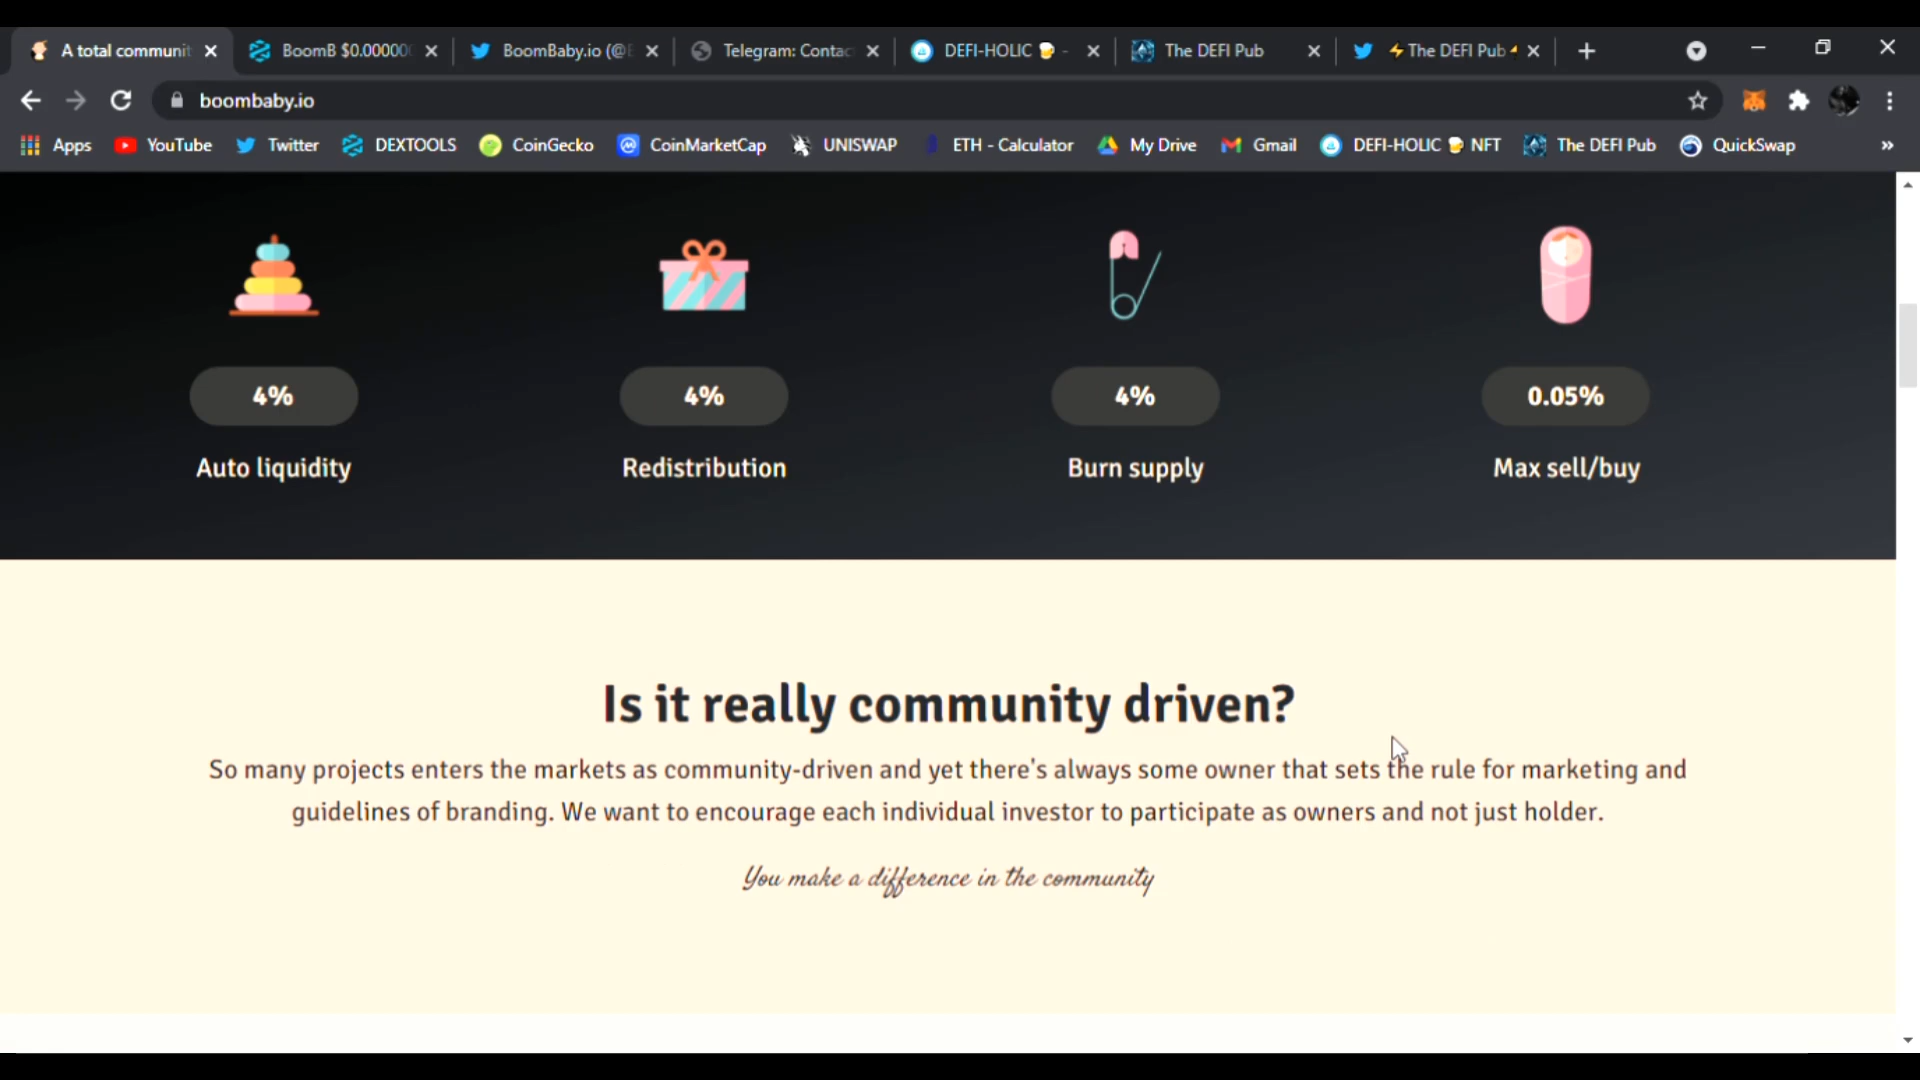 A total communit
BoomB $0.00000
BoomBaby.io (@
Telegram: Contac
DEFI-HOLIC
The DEFI Pub
The DEFI Pub
boombaby.io
Apps
YouTube
Twitter
DEXTOOLS
CoinGecko
CoinMarketCap
UNISWAP
ETH - Calculator
My Drive
Gmail
DEFI-HOLIC NFT
The DEFI Pub
QuickSwap
4%
4%
4%
0.05%
Auto liquidity
Redistribution
Burn supply
Max sell/buy
Is it really community driven?
So many projects enters the markets as community-driven and yet there's always some owner that sets the rule for marketing and
guidelines of branding. We want to encourage each individual investor to participate as owners and not just holder.
You make a difference in the community